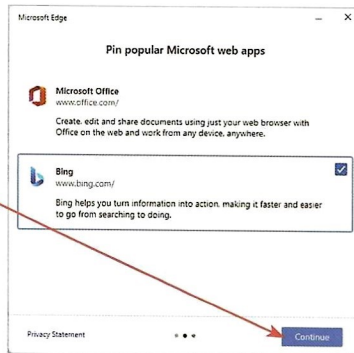 Microsoft Edge
Pin popular Microsoft web apps
Microsoft Office
www.office.com/
Create, edit and share documents using just your web browser with
Office on the web and work from any device, anywhere.
Bing
www.bing.com/
Bing helps you turn information into action, making it faster and easier
to go from searching to doing.
Privacy Statement
Continue